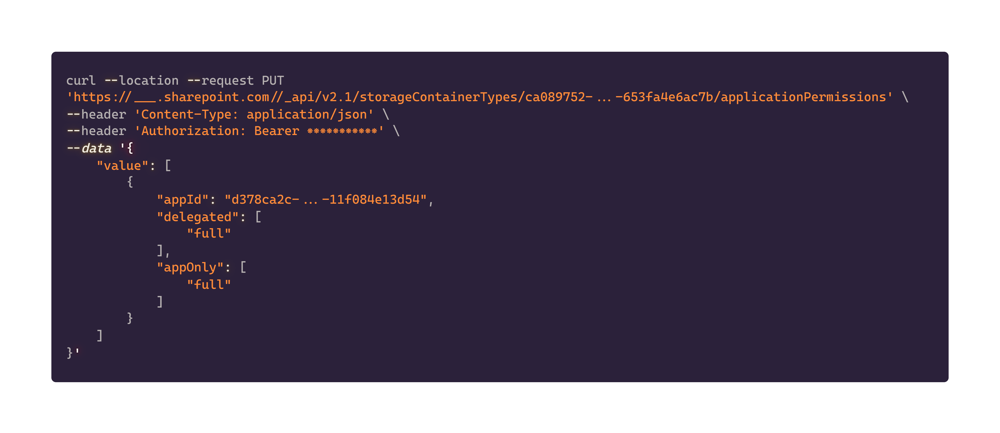 curl --location --request PUT
'https://___.sharepoint.com//_api/v2.1/storageContainerTypes/ca089752-...-653fa4e6ac7b/applicationPermissions' \
--header 'Content-Type: application/json' \
--header 'Authorization: Bearer ***********' \
--data '{
    "value": [
        {
            "appId": "d378ca2c-...-11f084e13d54",
            "delegated": [
                "full"
            ],
            "appOnly": [
                "full"
            ]
        }
    ]
}'